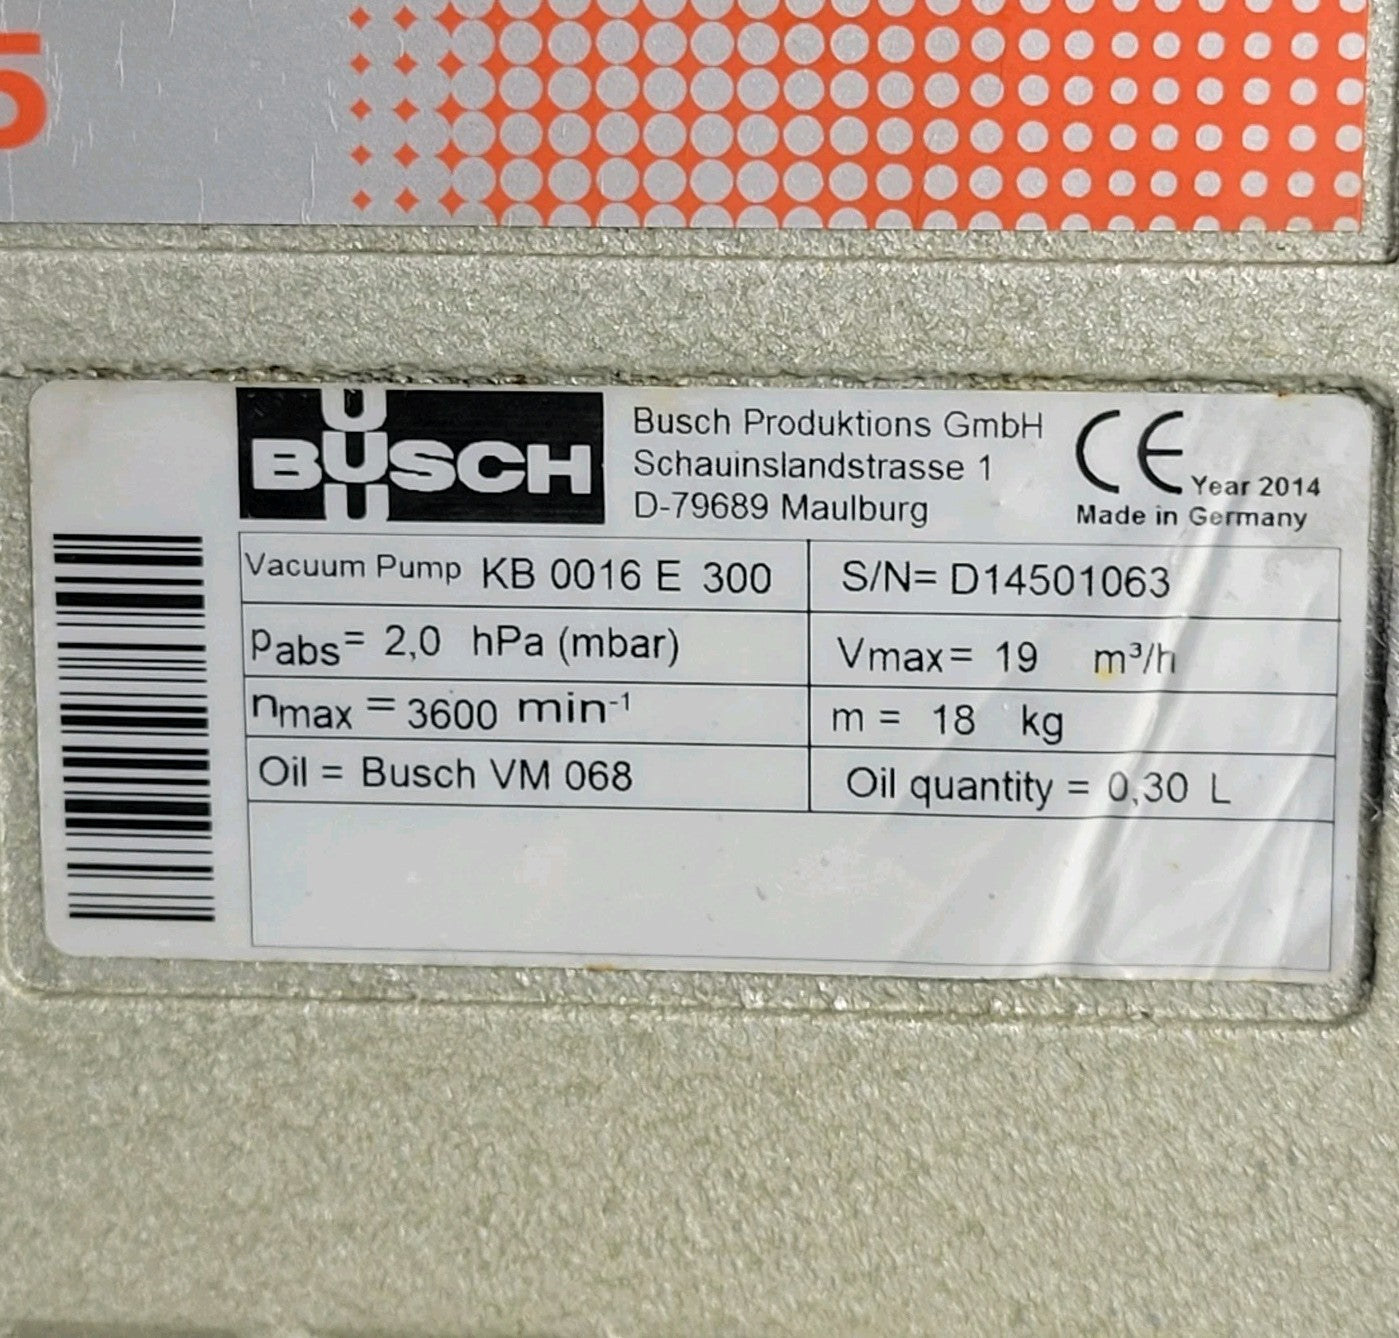 5
BUSCH
Busch Produktions GmbH
Schauinslandstrasse 1
D-79689 Maulburg
CE Year 2014
Made in Germany
Vacuum Pump KB 0016 E 300
S/N= D14501063
pabs= 2,0 hPa (mbar)
Vmax= 19 m³/h
nmax = 3600 min-1
m = 18 kg
Oil = Busch VM 068
Oil quantity = 0,30 L